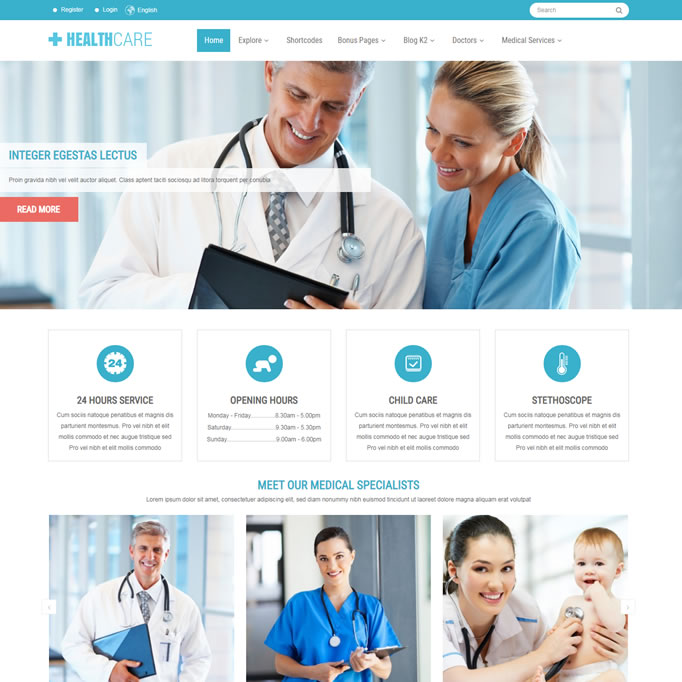 Register
Login
English
Search
HEALTHCARE
Home
Explore
Shortcodes
Bonus Pages
Blog K2
Doctors
Medical Services
INTEGER EGESTAS LECTUS
Proin gravida nibh vel velit auctor aliquet. Class aptent taciti sociosqu ad litora torquent per conubia
READ MORE
24
24 HOURS SERVICE
Cum sociis natoque penatibus et magnis dis
parturient montesmus. Pro vel nibh et elit
mollis commodo et nec augue tristique sed
Pro vel nibh et elit mollis commodo
OPENING HOURS
Monday - Friday..............8.30am - 5.00pm
Saturday.........................9.30am - 5.00pm
Sunday...........................9.00am - 6.00pm
CHILD CARE
Cum sociis natoque penatibus et magnis dis
parturient montesmus. Pro vel nibh et elit
mollis commodo et nec augue tristique sed
Pro vel nibh et elit mollis commodo
STETHOSCOPE
Cum sociis natoque penatibus et magnis dis
parturient montesmus. Pro vel nibh et elit
mollis commodo et nec augue tristique sed
Pro vel nibh et elit mollis commodo
MEET OUR MEDICAL SPECIALISTS
Lorem ipsum dolor sit amet, consectetuer adipiscing elit, sed diam nonummy nibh euismod tincidunt ut laoreet dolore magna aliquam erat volutpat